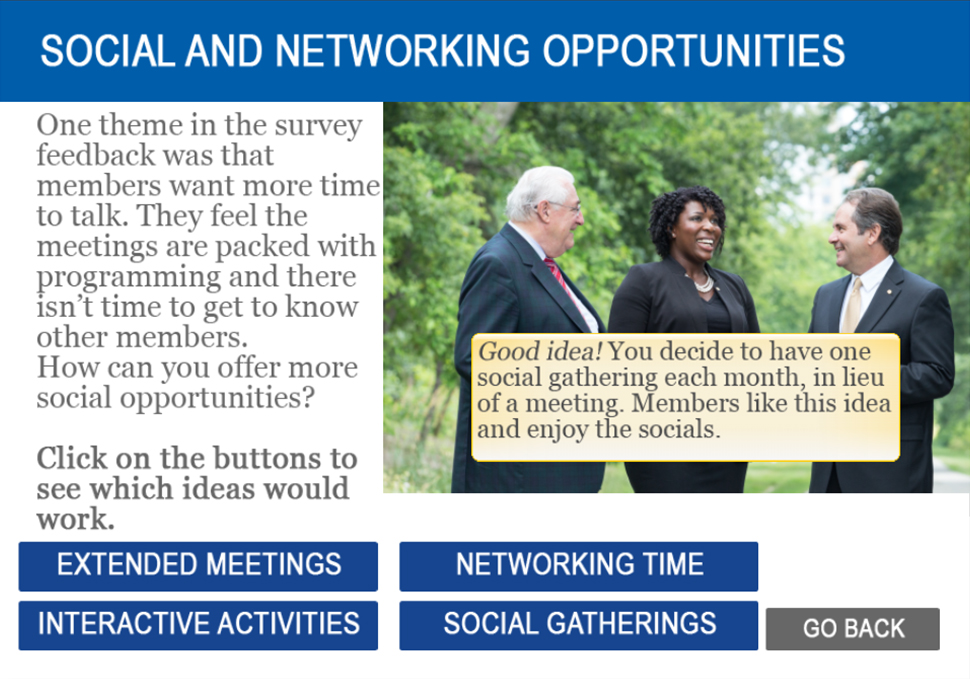 SOCIAL AND NETWORKING OPPORTUNITIES
One theme in the survey
feedback was that
members want more time
to talk. They feel the
meetings are packed with
programming and there
isn’t time to get to know
other members.
How can you offer more
social opportunities?
Click on the buttons to
see which ideas would
work.
Good idea! You decide to have one
social gathering each month, in lieu
of a meeting. Members like this idea
and enjoy the socials.
EXTENDED MEETINGS
NETWORKING TIME
INTERACTIVE ACTIVITIES
SOCIAL GATHERINGS
GO BACK